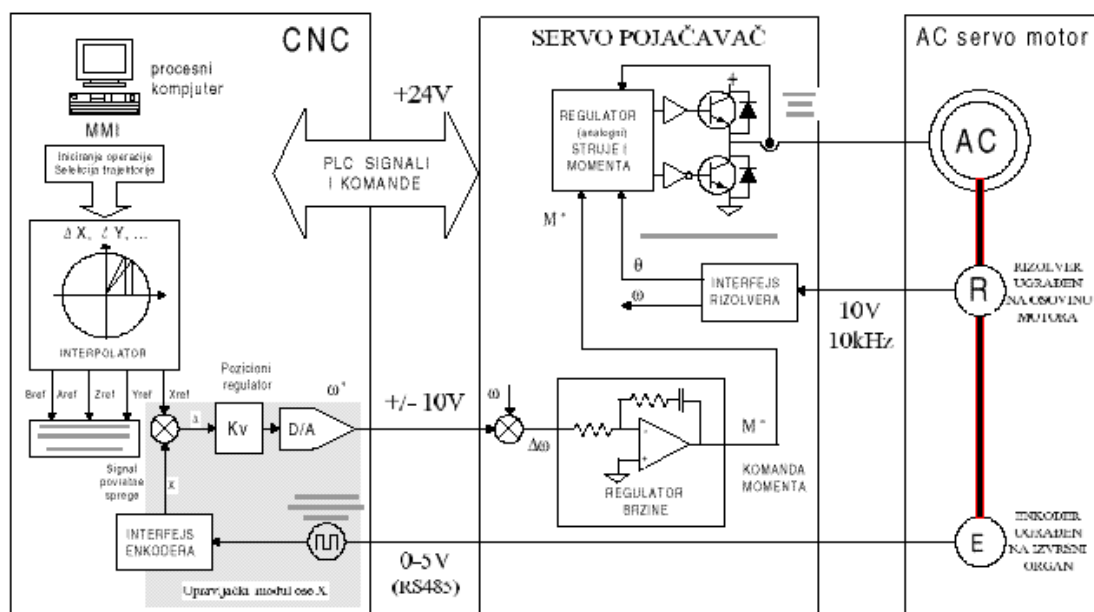 CNC
procesni
kompjuter
MMI
Iniciranje operacije
Selekcija trajektorije
INTERPOLATOR
Bref Aref Zref Yref Xref
Signal
povratne
sprege
Pozicioni
regulator
Kv
D/A
ω*
Δ
X
INTERFEJS
ENKODERA
Upravljački modul ose X
+24V
PLC SIGNALI
I KOMANDE
+/- 10V
0-5V
(RS485)
SERVO POJAČAVAČ
REGULATOR
(analogni)
STRUJE I
MOMENTA
+
M*
θ
ω
INTERFEJS
RIZOLVERA
ω
Δω
-
+
REGULATOR
BRZINE
M*
KOMANDA
MOMENTA
10V
10kHz
AC servo motor
AC
R
RIZOLVER
UGRAĐEN
NA OSOVINU
MOTORA
E
ENKODER
UGRAĐEN
NA IZVRSNI
ORGAN